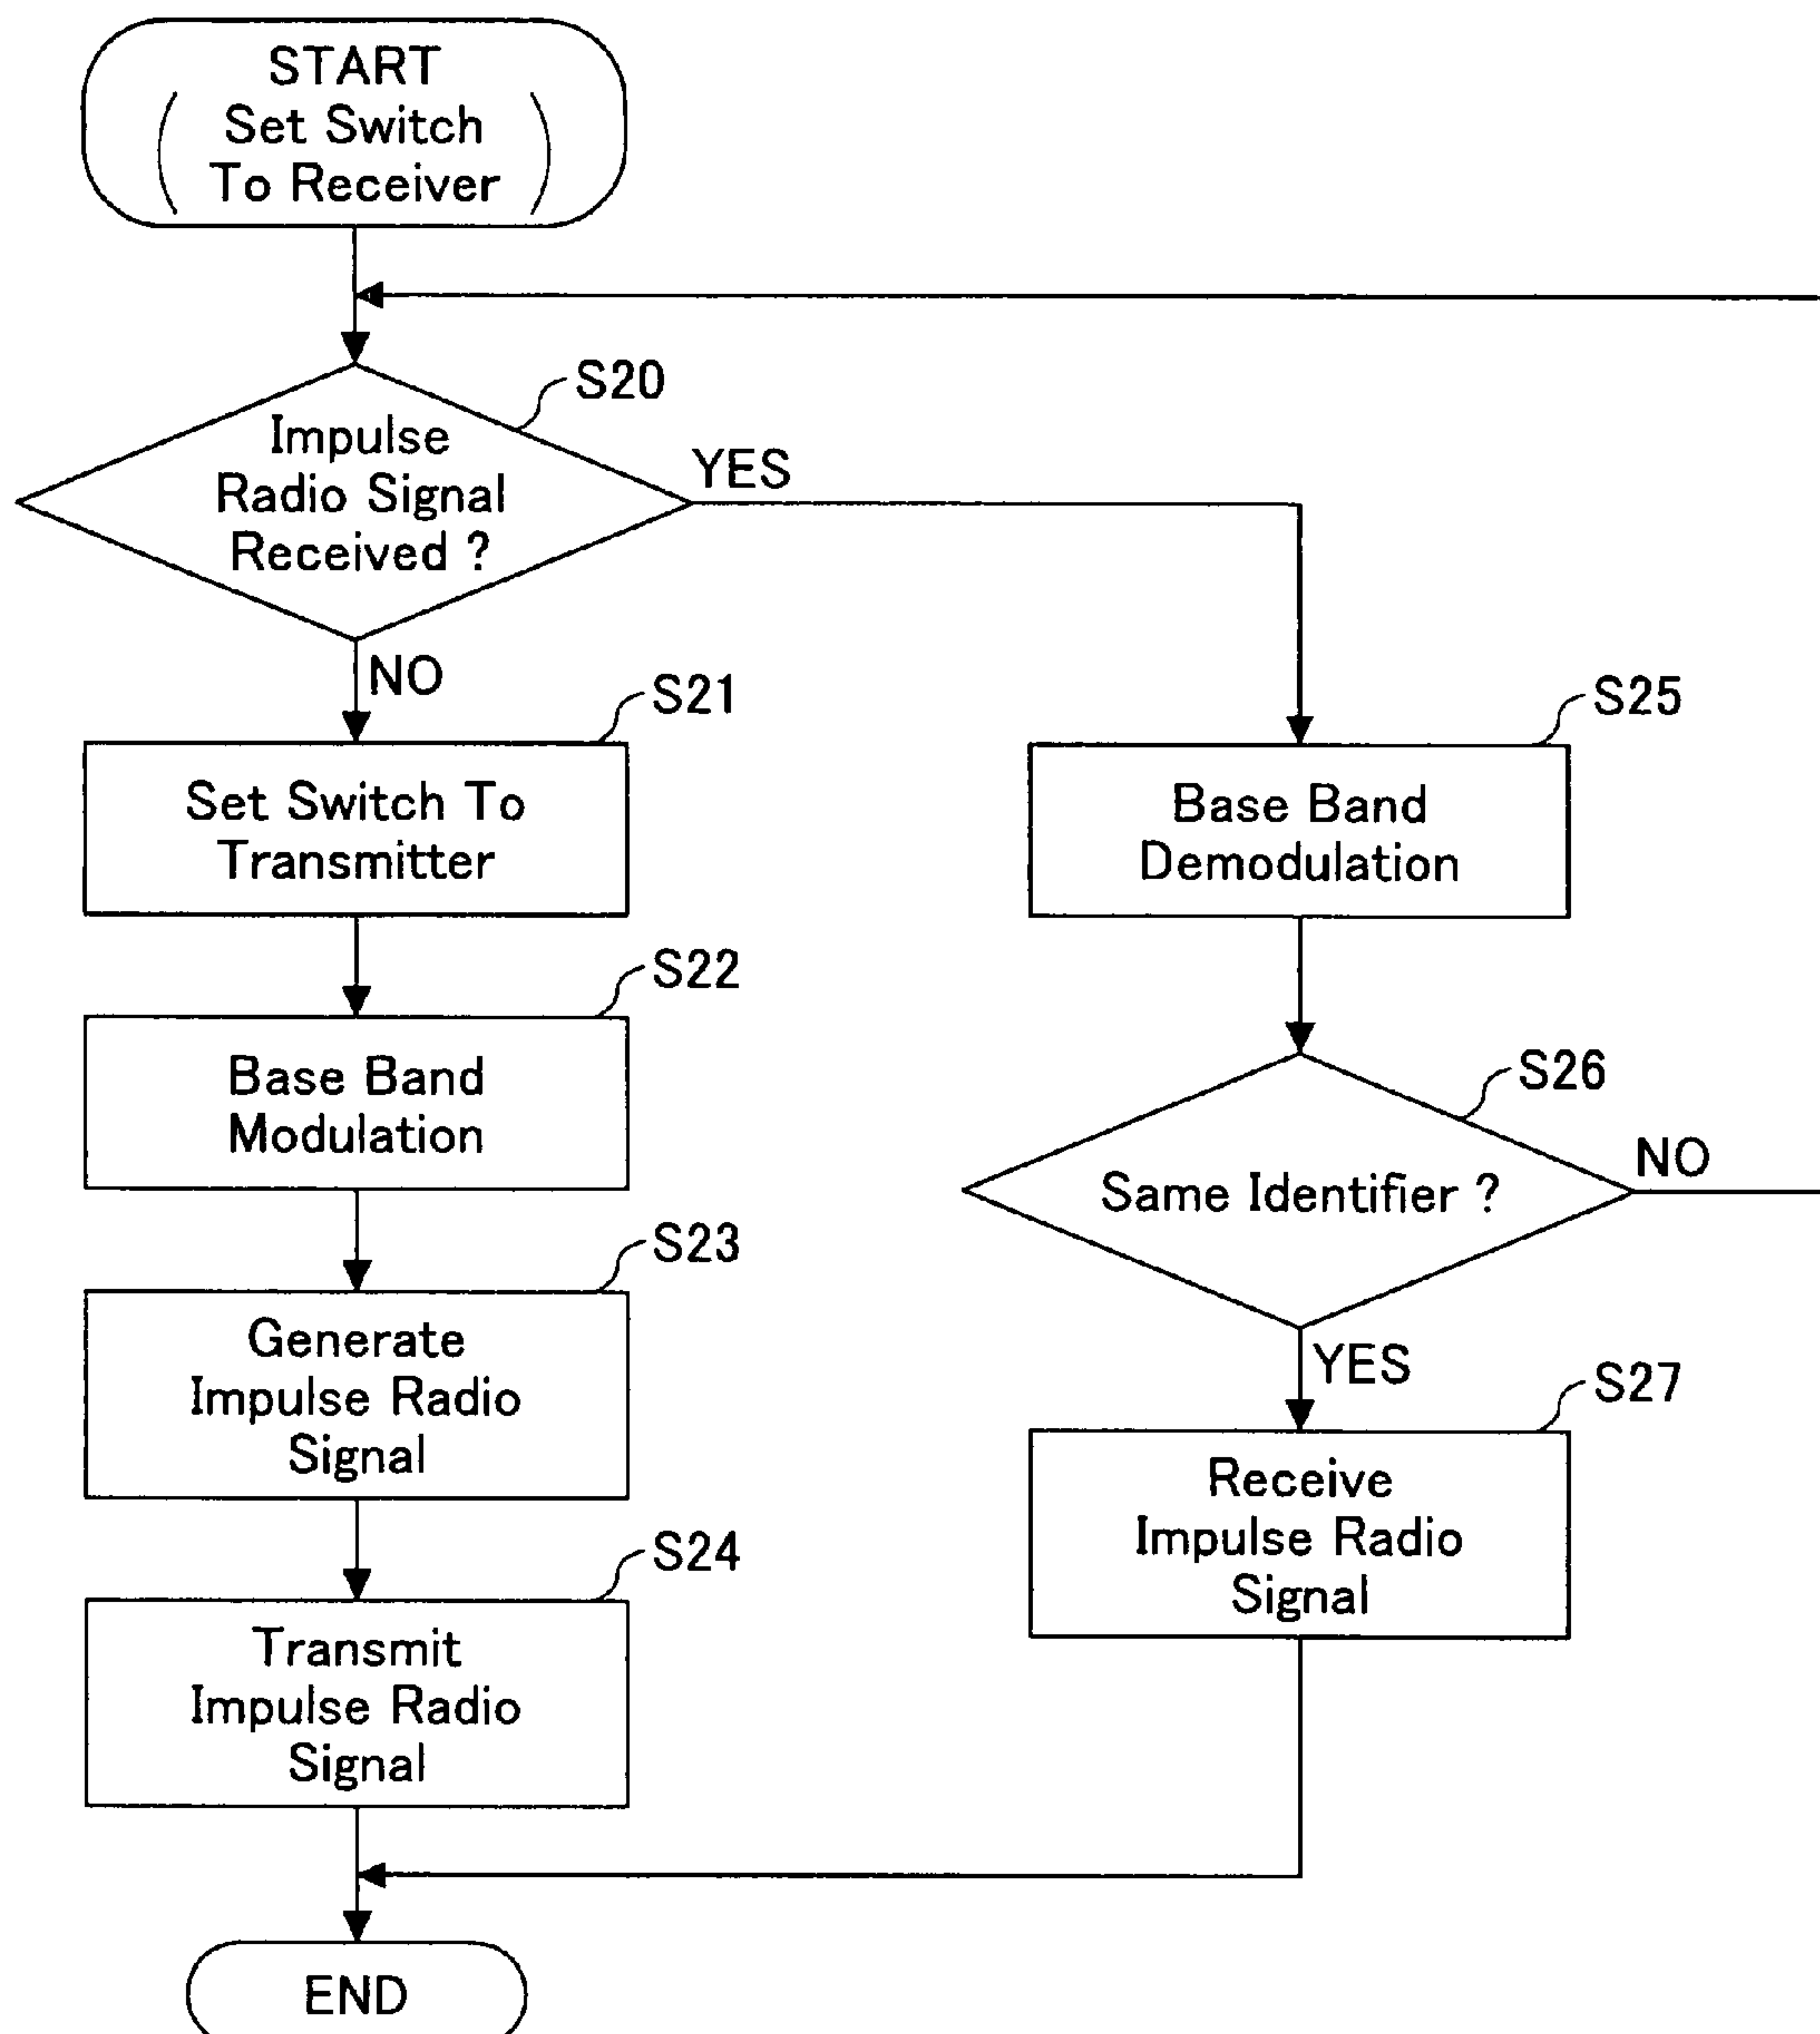 START
Set Switch
To Receiver
S20
Impulse
Radio Signal
Received ?
YES
NO
S21
Set Switch To
Transmitter
S22
Base Band
Modulation
S23
Generate
Impulse Radio
Signal
S24
Transmit
Impulse Radio
Signal
S25
Base Band
Demodulation
S26
Same Identifier ?
NO
YES
S27
Receive
Impulse Radio
Signal
END